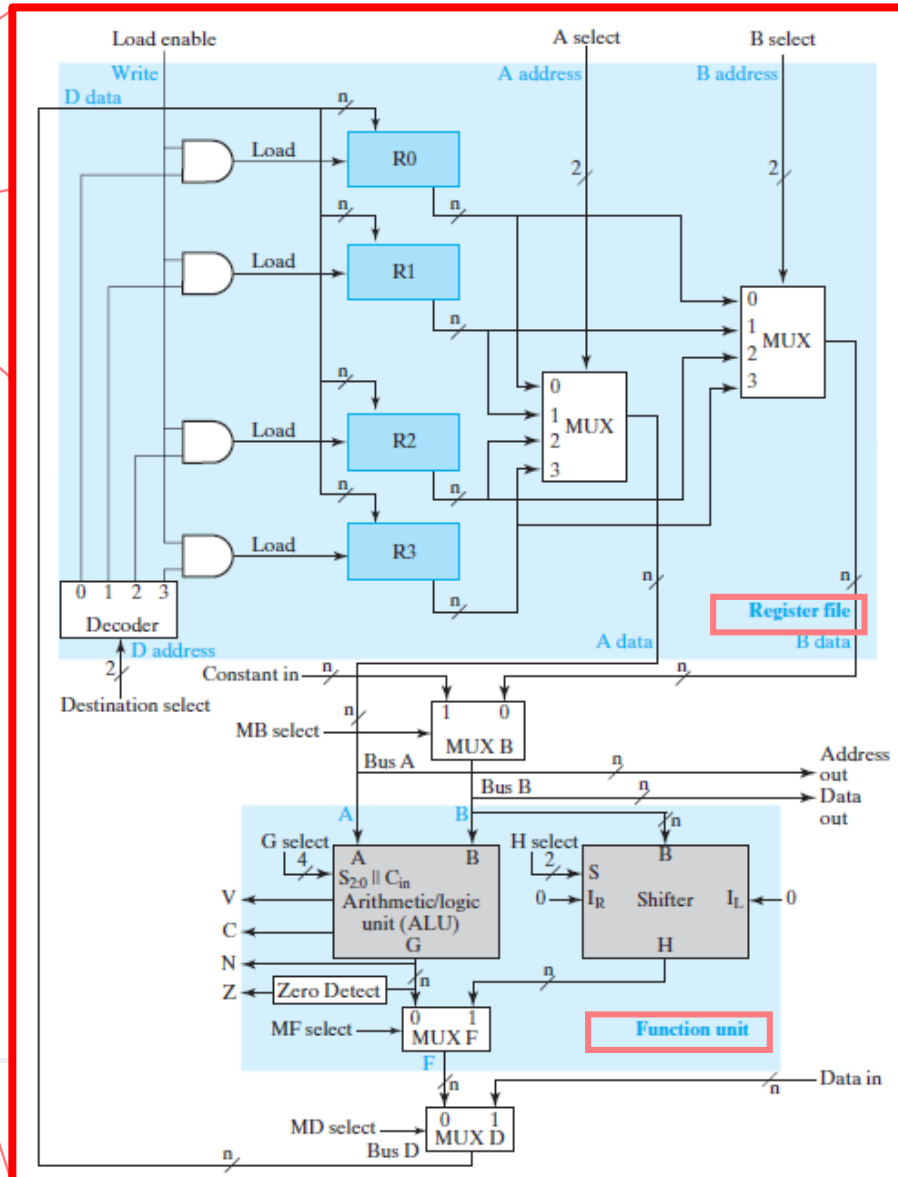 Load enable
A select
B select
Write
A address
B address
D data
n
Load
R0
n
2
2
n
Load
R1
n
0
1
2
3
MUX
n
Load
R2
n
0
1
2
3
MUX
n
Load
R3
n
n
n
0 1 2 3
Decoder
Register file
D address
A data
B data
2
Destination select
Constant in
n
n
1 0
MUX B
MB select
n
Bus A
n
Address
out
Bus B
n
Data
out
A
B
n
G select
4
A B
S2:0 || Cin
Arithmetic/logic
unit (ALU)
G
H select
2
B
S
0
IR
Shifter
IL
0
H
V
C
N
Z
Zero Detect
n
n
0 1
MUX F
MF select
Function unit
F
n
Data in
n
0 1
MUX D
MD select
Bus D
n